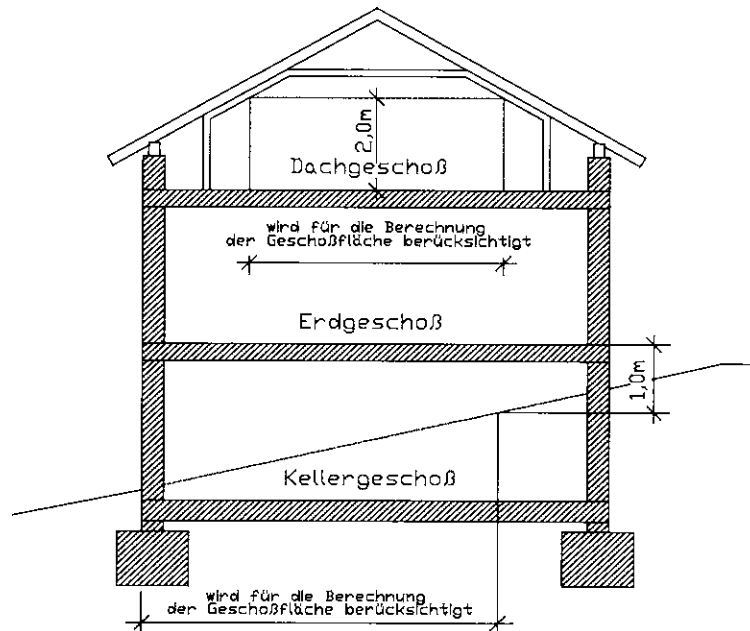 2,0m
Dachgeschoß
wird für die Berechnung
der Geschoßfläche berücksichtigt
Erdgeschoß
1,0m
Kellergeschoß
wird für die Berechnung
der Geschoßfläche berücksichtigt